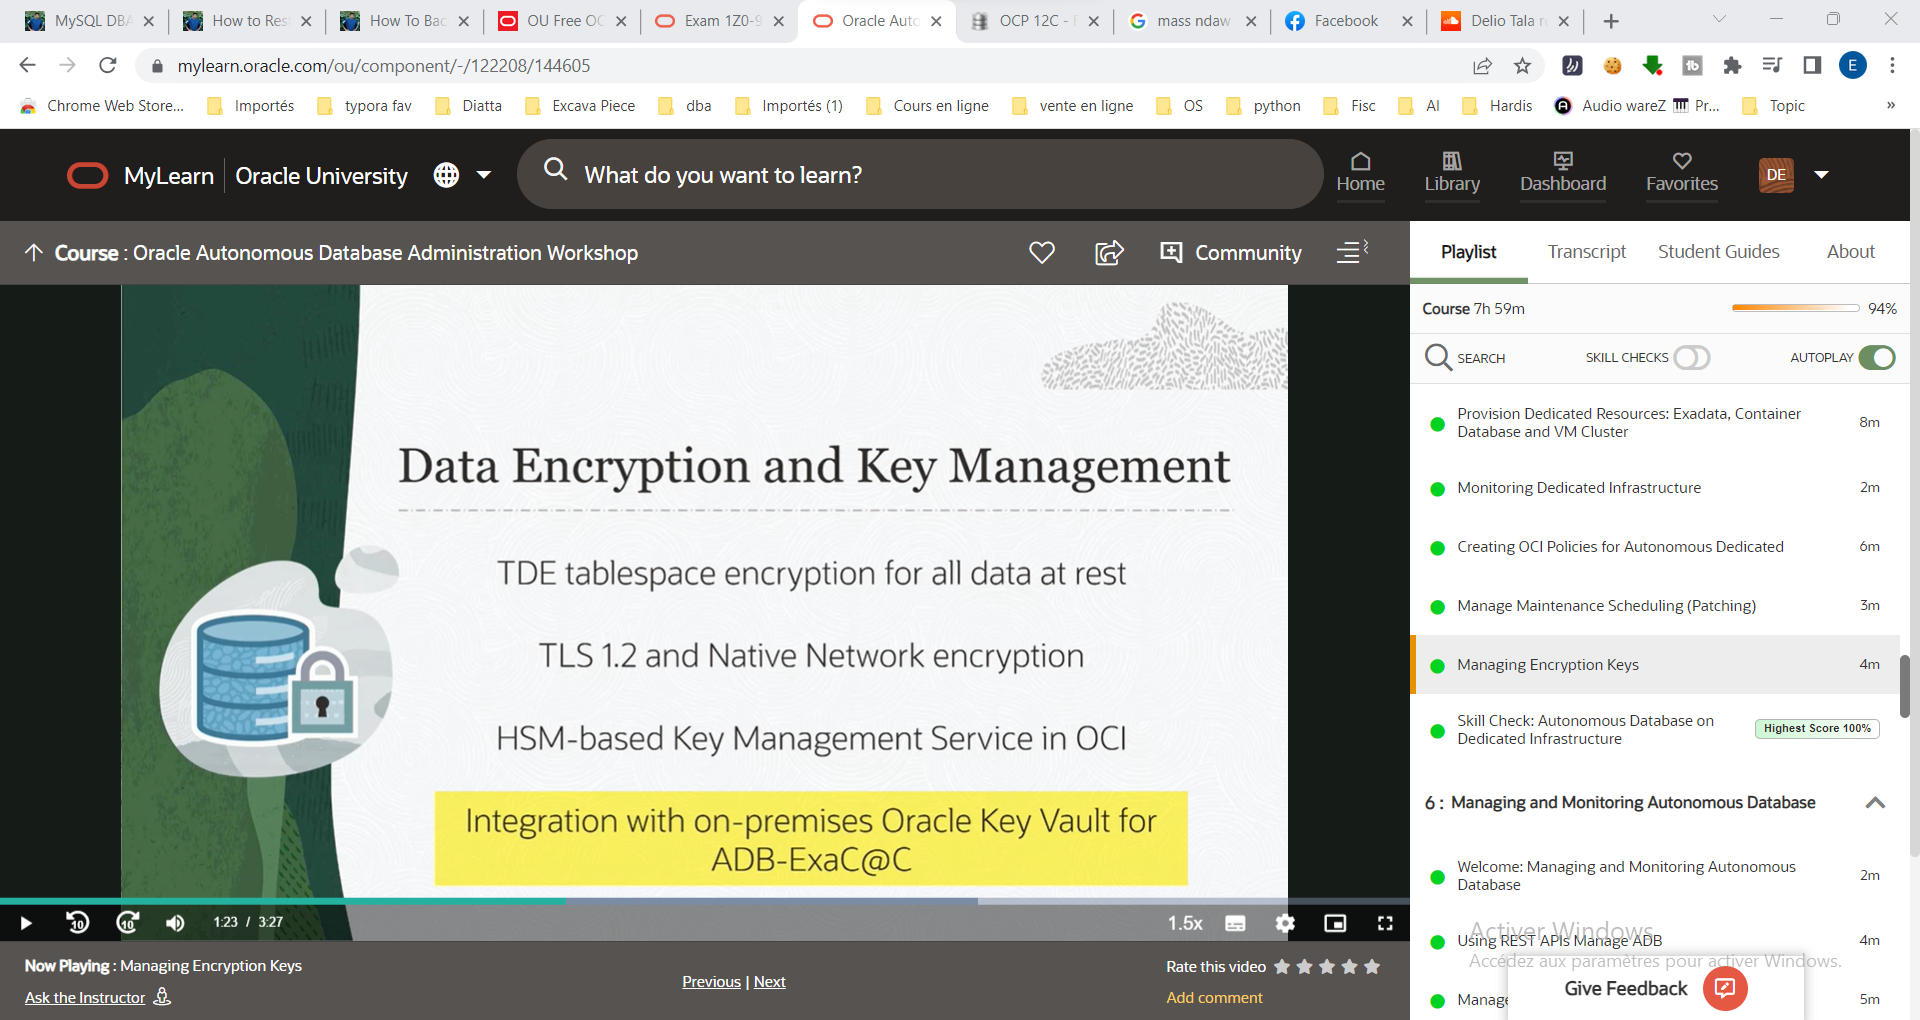 MySQL DBA
How to Res
How To Bac
OU Free OC
Exam 1Z0-9
Oracle Auto
OCP 12C -
mass ndaw
Facebook
Delio Tala r
mylearn.oracle.com/ou/component/-/122208/144605
E
Chrome Web Store...
Importés
typora fav
Diatta
Excava Piece
dba
Importés (1)
Cours en ligne
vente en ligne
OS
python
Fisc
AI
Hardis
Audio wareZ
Pr...
Topic
»
MyLearn
Oracle University
What do you want to learn?
Home
Library
Dashboard
Favorites
DE
Course : Oracle Autonomous Database Administration Workshop
Community
Data Encryption and Key Management
TDE tablespace encryption for all data at rest
TLS 1.2 and Native Network encryption
HSM-based Key Management Service in OCI
Integration with on-premises Oracle Key Vault for
ADB-ExaC@C
10
10
1:23 / 3:27
1.5x
Now Playing : Managing Encryption Keys
Ask the Instructor
Previous | Next
Rate this video
Add comment
Playlist
Transcript
Student Guides
About
Course 7h 59m
94%
SEARCH
SKILL CHECKS
AUTOPLAY
Provision Dedicated Resources: Exadata, Container
Database and VM Cluster
8m
Monitoring Dedicated Infrastructure
2m
Creating OCI Policies for Autonomous Dedicated
6m
Manage Maintenance Scheduling (Patching)
3m
Managing Encryption Keys
4m
Skill Check: Autonomous Database on
Dedicated Infrastructure
Highest Score 100%
6 : Managing and Monitoring Autonomous Database
Welcome: Managing and Monitoring Autonomous
Database
2m
Activer Windows
Using REST APIs Manage ADB
4m
Accédez aux paramètres pour activer Windows.
Give Feedback
Manage
5m